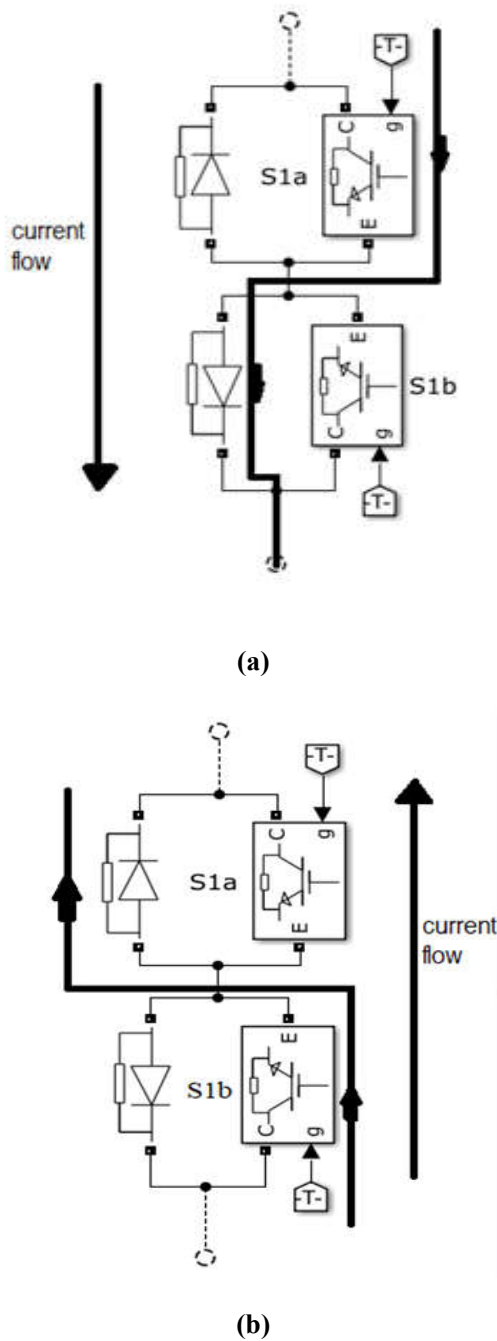 -T-
C
g
S1a
E
current
flow
E
S1b
C
g
-T-
(a)
-T-
C
g
S1a
E
current
flow
E
S1b
C
g
-T-
(b)